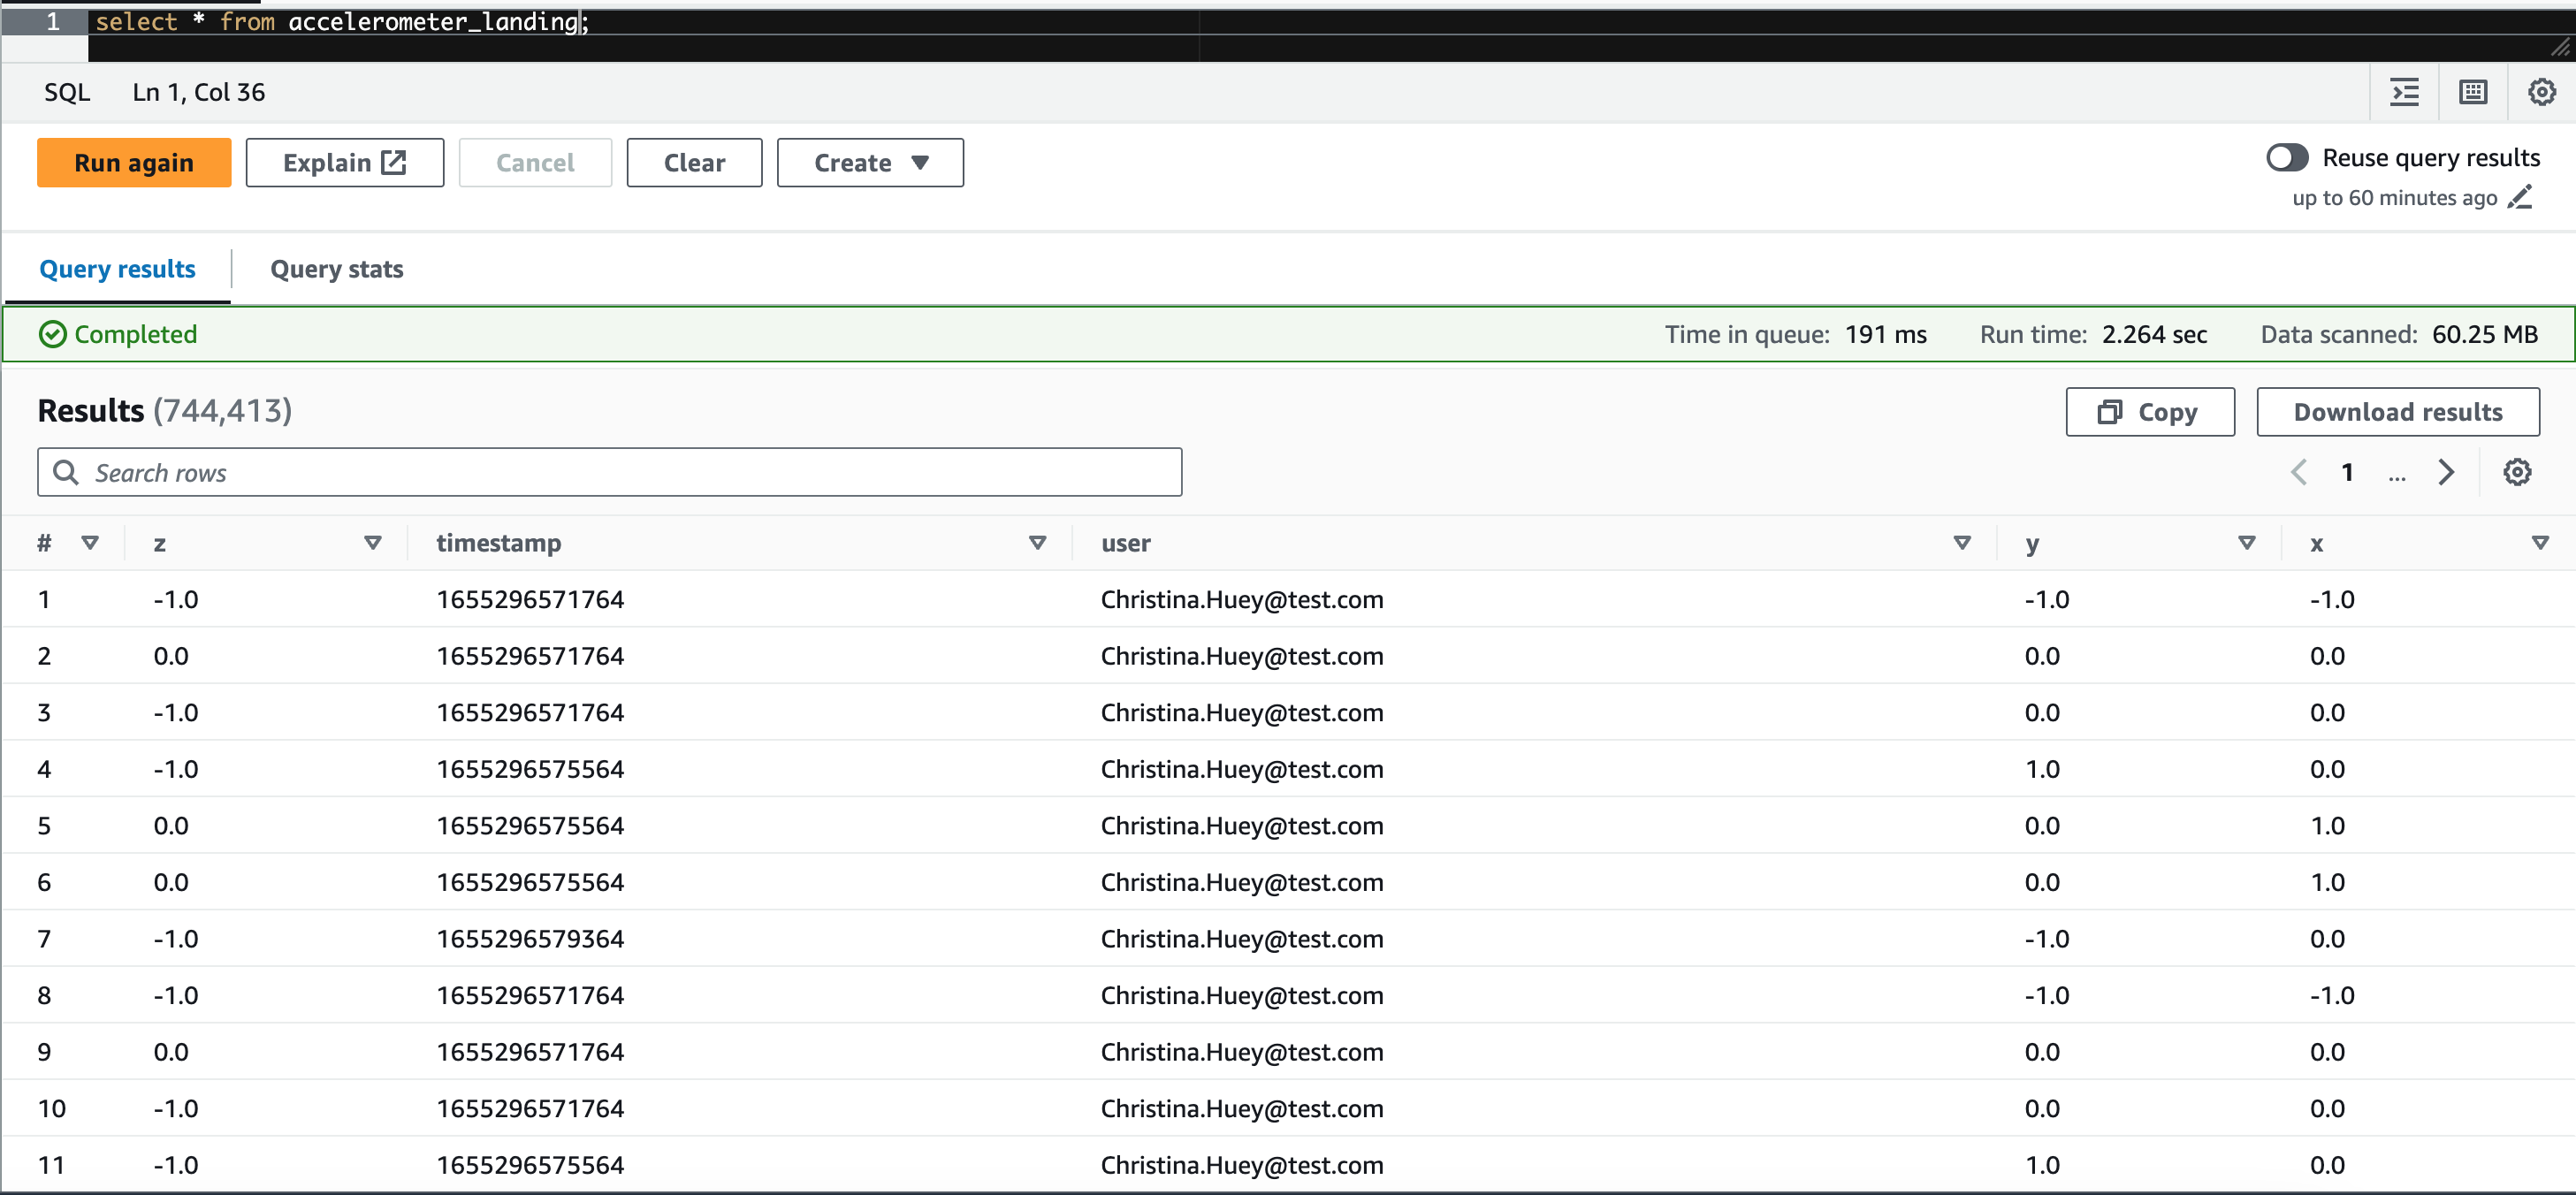 1 select * from accelerometer_landing;
SQL Ln 1, Col 36
Run again Explain Cancel Clear Create Reuse query results
up to 60 minutes ago
Query results Query stats
Completed Time in queue: 191 ms Run time: 2.264 sec Data scanned: 60.25 MB
Results (744,413) Copy Download results
Search rows 1 ...
# z timestamp user y x
1 -1.0 1655296571764 Christina.Huey@test.com -1.0 -1.0
2 0.0 1655296571764 Christina.Huey@test.com 0.0 0.0
3 -1.0 1655296571764 Christina.Huey@test.com 0.0 0.0
4 -1.0 1655296575564 Christina.Huey@test.com 1.0 0.0
5 0.0 1655296575564 Christina.Huey@test.com 0.0 1.0
6 0.0 1655296575564 Christina.Huey@test.com 0.0 1.0
7 -1.0 1655296579364 Christina.Huey@test.com -1.0 0.0
8 -1.0 1655296571764 Christina.Huey@test.com -1.0 -1.0
9 0.0 1655296571764 Christina.Huey@test.com 0.0 0.0
10 -1.0 1655296571764 Christina.Huey@test.com 0.0 0.0
11 -1.0 1655296575564 Christina.Huey@test.com 1.0 0.0